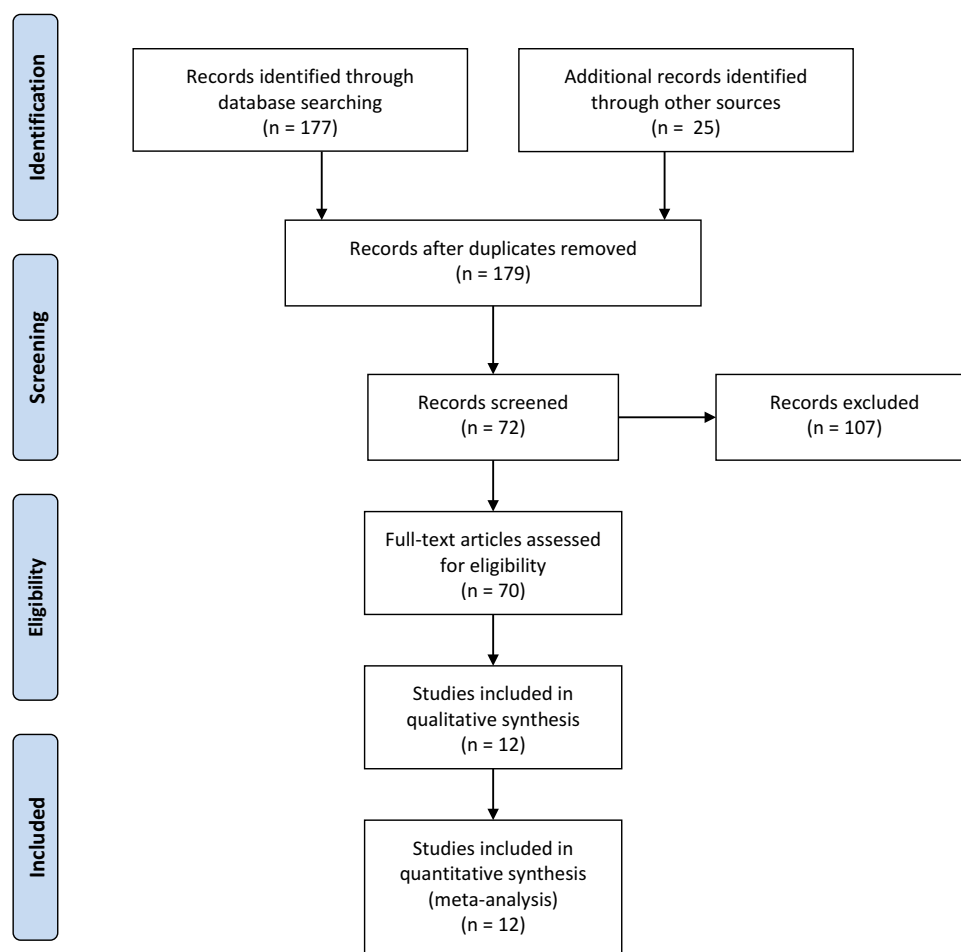 Identification
Records identified through
database searching
(n = 177)
Additional records identified
through other sources
(n = 25)
Screening
Records after duplicates removed
(n = 179)
Records screened
(n = 72)
Records excluded
(n = 107)
Eligibility
Full-text articles assessed
for eligibility
(n = 70)
Studies included in
qualitative synthesis
(n = 12)
Included
Studies included in
quantitative synthesis
(meta-analysis)
(n = 12)